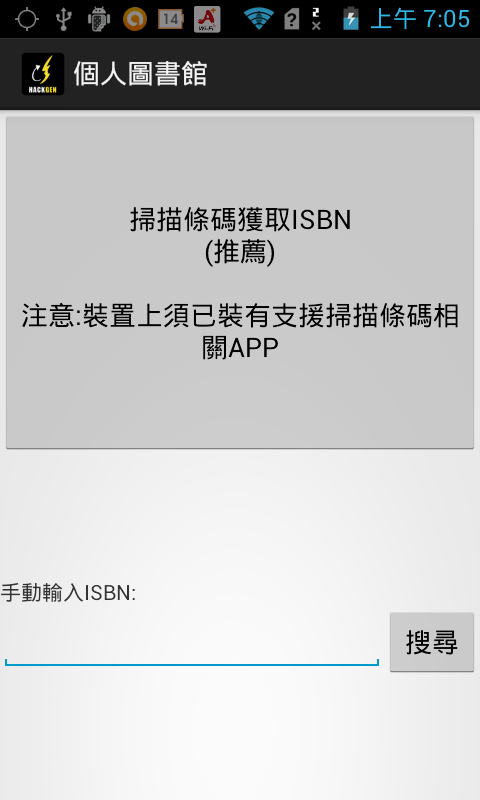 14
上午 7:05
HACKGEN
個人圖書館
掃描條碼獲取ISBN
(推薦)
注意:裝置上須已裝有支援掃描條碼相
關APP
手動輸入ISBN:
搜尋